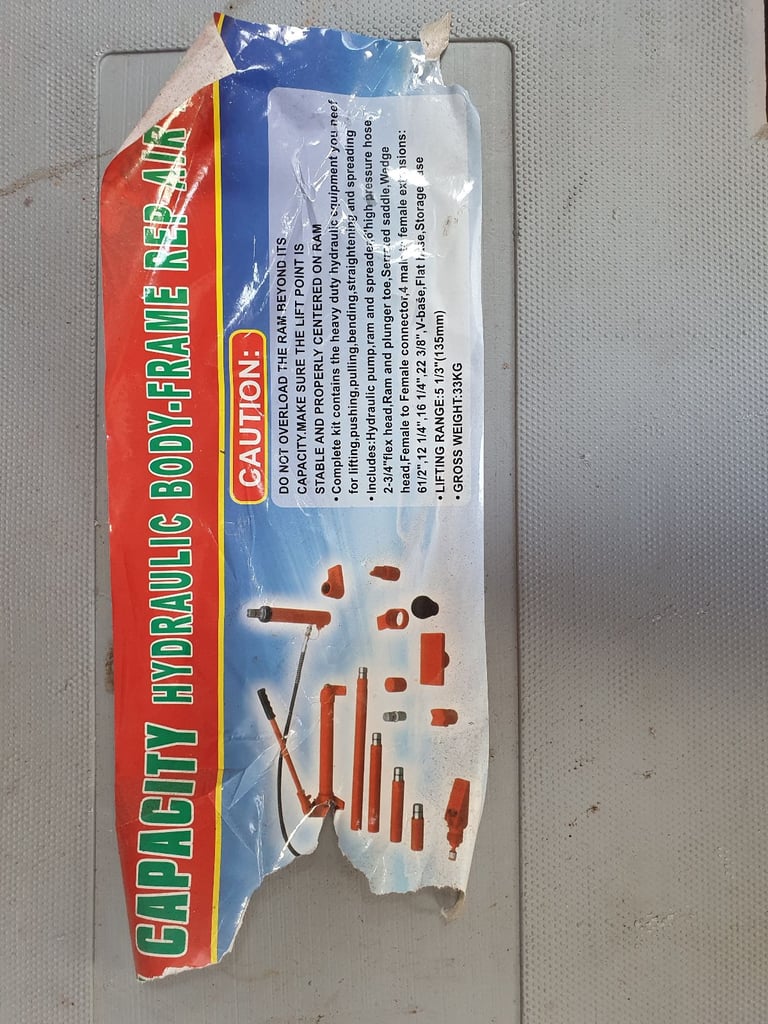 CAPACITY HYDRAULIC BODY-FRAME REPAIR
CAUTION:
DO NOT OVERLOAD THE RAM BEYOND ITS
CAPACITY.MAKE SURE THE LIFT POINT IS
STABLE AND PROPERLY CENTERED ON RAM
• Complete kit contains the heavy duty hydraulic equipment you
for lifting,pushing,pulling,bending,straightening and spreading
• Includes:Hydraulic pump,ram and spreader,6'high pressure hose,
2-3/4"flex head,Ram and plunger toe,Serrated saddle,Wedge
head,Female to Female connector,4 male to female extensions:
61/2",12 1/4",16 1/4",22 3/8",V-base,Flat base,Storage case
• LIFTING RANGE:5 1/3"(135mm)
• GROSS WEIGHT:33KG